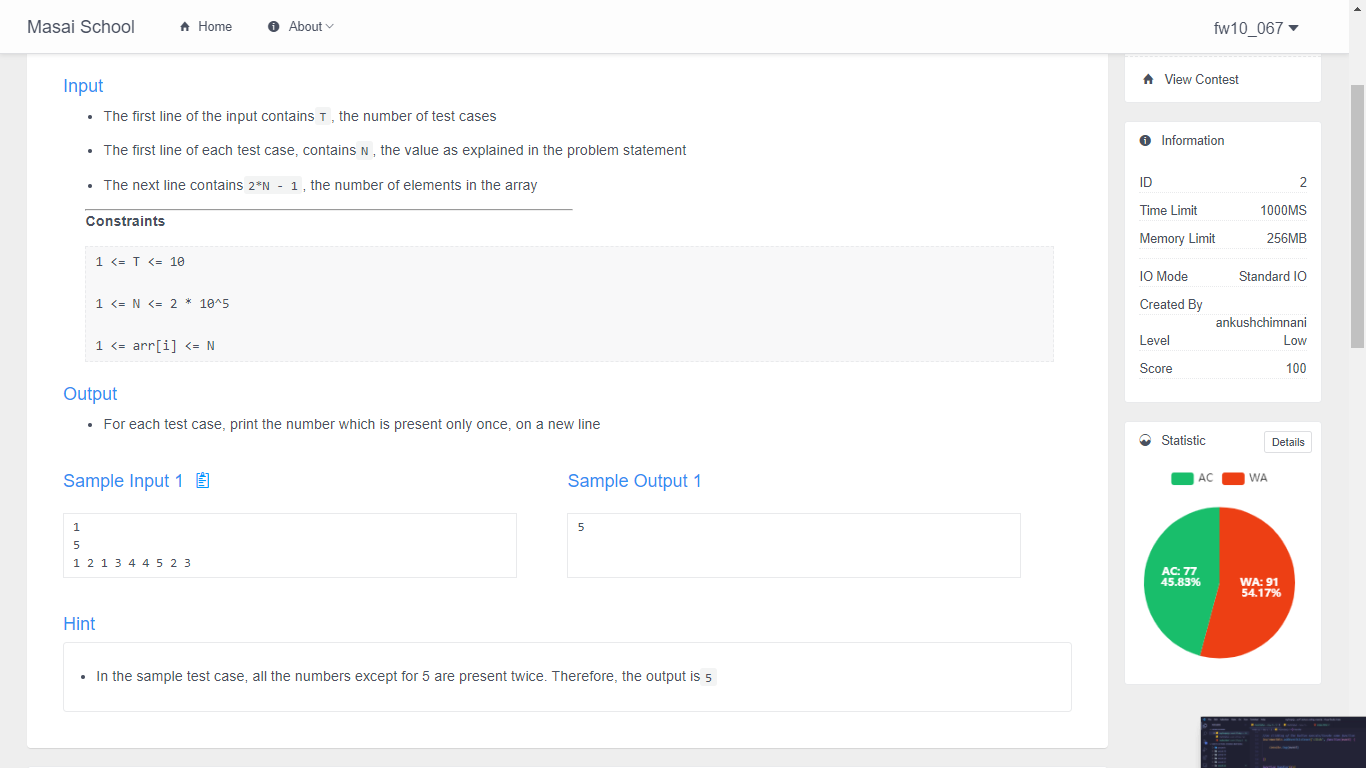 Masai School
Home
About
fw10_067
Input
The first line of the input contains T , the number of test cases
The first line of each test case, contains N , the value as explained in the problem statement
The next line contains 2*N - 1 , the number of elements in the array
Constraints
1 <= T <= 10
1 <= N <= 2 * 10^5
1 <= arr[i] <= N
Output
For each test case, print the number which is present only once, on a new line
Sample Input 1
1
5
1 2 1 3 4 4 5 2 3
Sample Output 1
5
Hint
In the sample test case, all the numbers except for 5 are present twice. Therefore, the output is 5
View Contest
Information
ID 2
Time Limit 1000MS
Memory Limit 256MB
IO Mode Standard IO
Created By
ankushchimnani
Level Low
Score 100
Statistic
Details
AC WA
AC: 77
45.83%
WA: 91
54.17%